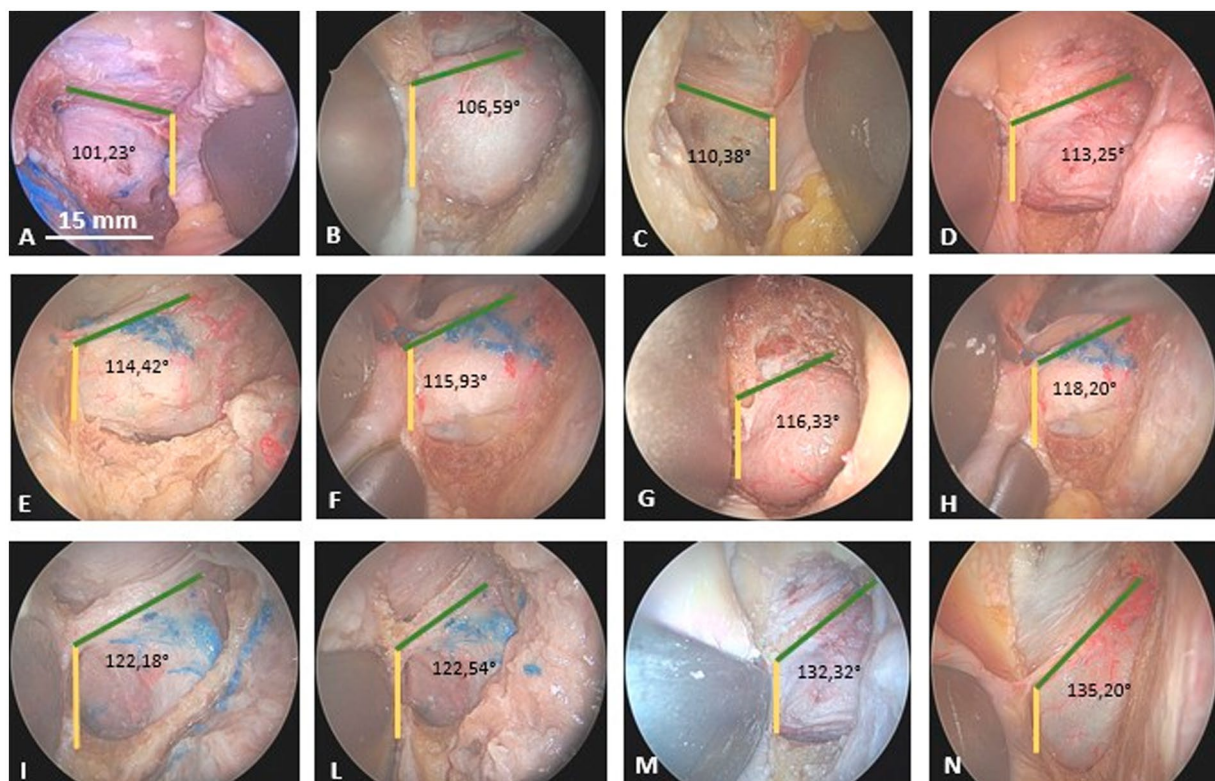 101,23°
15 mm
A
106,59°
B
110,38°
C
113,25°
D
114,42°
E
115,93°
F
116,33°
G
118,20°
H
122,18°
I
122,54°
L
132,32°
M
135,20°
N